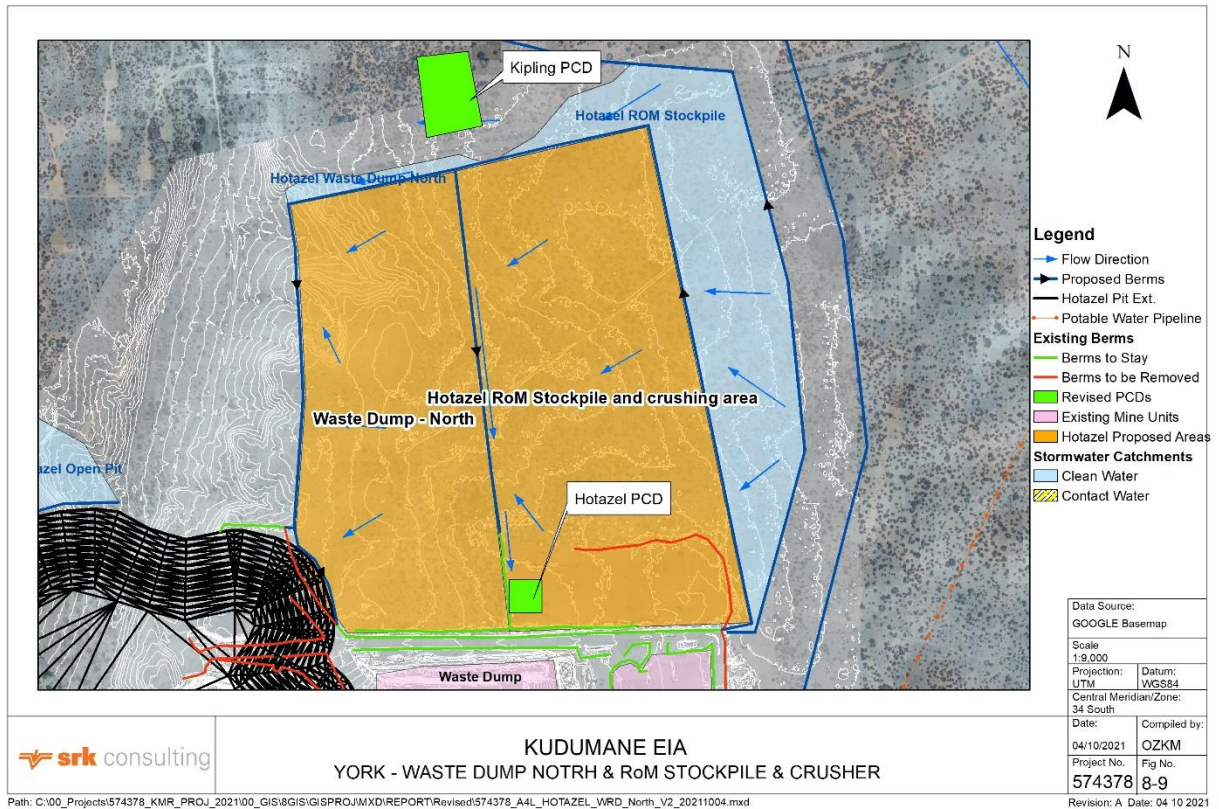 Kipling PCD
Hotazel ROM Stockpile
Hotazel Waste Dump North
Hotazel RoM Stockpile and crushing area
Waste Dump - North
azel Open Pit
Hotazel PCD
Waste Dump
N
Legend
Flow Direction
Proposed Berms
Hotazel Pit Ext.
Potable Water Pipeline
Existing Berms
Berms to Stay
Berms to be Removed
Revised PCDs
Existing Mine Units
Hotazel Proposed Areas
Stormwater Catchments
Clean Water
Contact Water
Data Source:
GOOGLE Basemap
Scale
1:9,000
Projection: Datum:
UTM WGS84
Central Meridian/Zone:
34 South
Date: Compiled by:
04/10/2021 OZKM
Project No. Fig No.
574378 8-9
srk consulting
KUDUMANE EIA
YORK - WASTE DUMP NOTRH & RoM STOCKPILE & CRUSHER
Path: C:\00_Projects\574378_KMR_PROJ_2021\00_GIS\8GIS\GISPROJ\MXD\REPORT\Revised\574378_A4L_HOTAZEL_WRD_North_V2_20211004.mxd
Revision: A Date: 04 10 2021